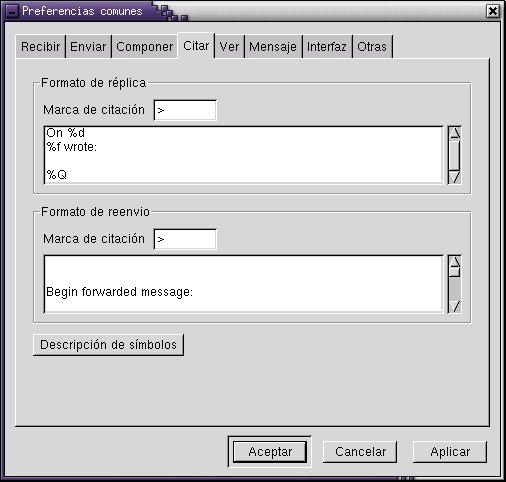 Preferencias comunes
Recibir Enviar Componer Citar Ver Mensaje Interfaz Otras
Formato de réplica
Marca de citación >
On %d
%f wrote:
%Q
Formato de reenvio
Marca de citación >
Begin forwarded message:
Descripción de símbolos
Aceptar Cancelar Aplicar